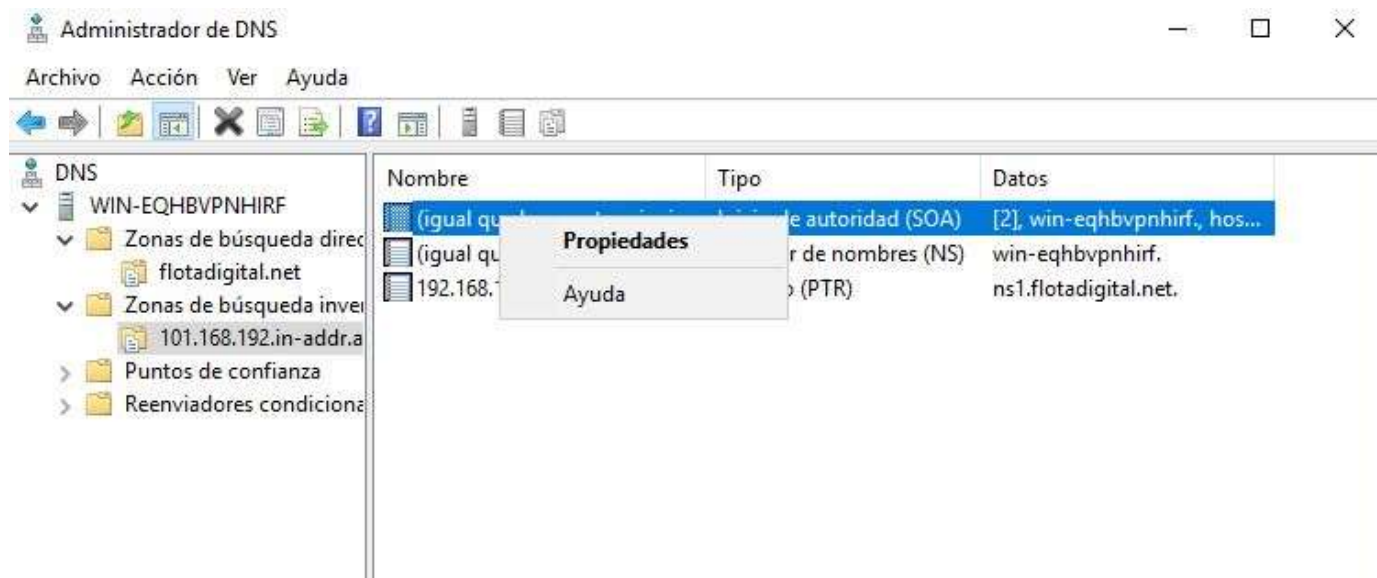 Administrador de DNS
Archivo Acción Ver Ayuda
DNS
WIN-EQHBVPNHIRF
Zonas de búsqueda direc
flotadigital.net
Zonas de búsqueda inver
101.168.192.in-addr.a
Puntos de confianza
Reenviadores condiciona
Nombre Tipo Datos
(igual qu de autoridad (SOA) [2], win-eqhbvpnhirf., hos...
(igual qu r de nombres (NS) win-eqhbvpnhirf.
192.168. (PTR) ns1.flotadigital.net.
Propiedades
Ayuda